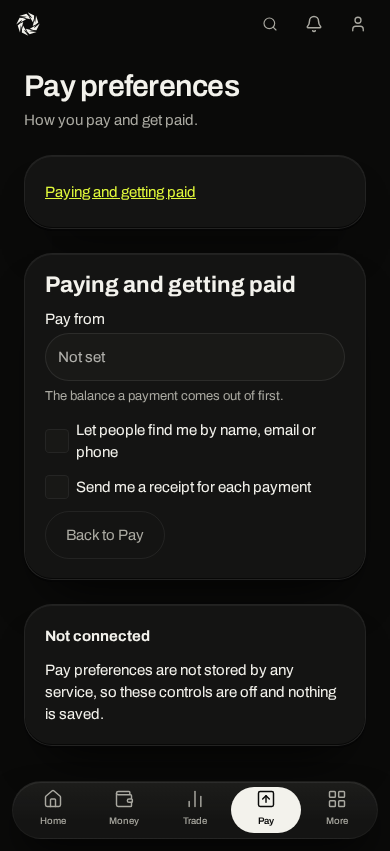 Pay preferences
How you pay and get paid.
Paying and getting paid
Paying and getting paid
Pay from
Not set
The balance a payment comes out of first.
Let people find me by name, email or
phone
Send me a receipt for each payment
Back to Pay
Not connected
Pay preferences are not stored by any
service, so these controls are off and nothing
is saved.
Home Money Trade Pay More